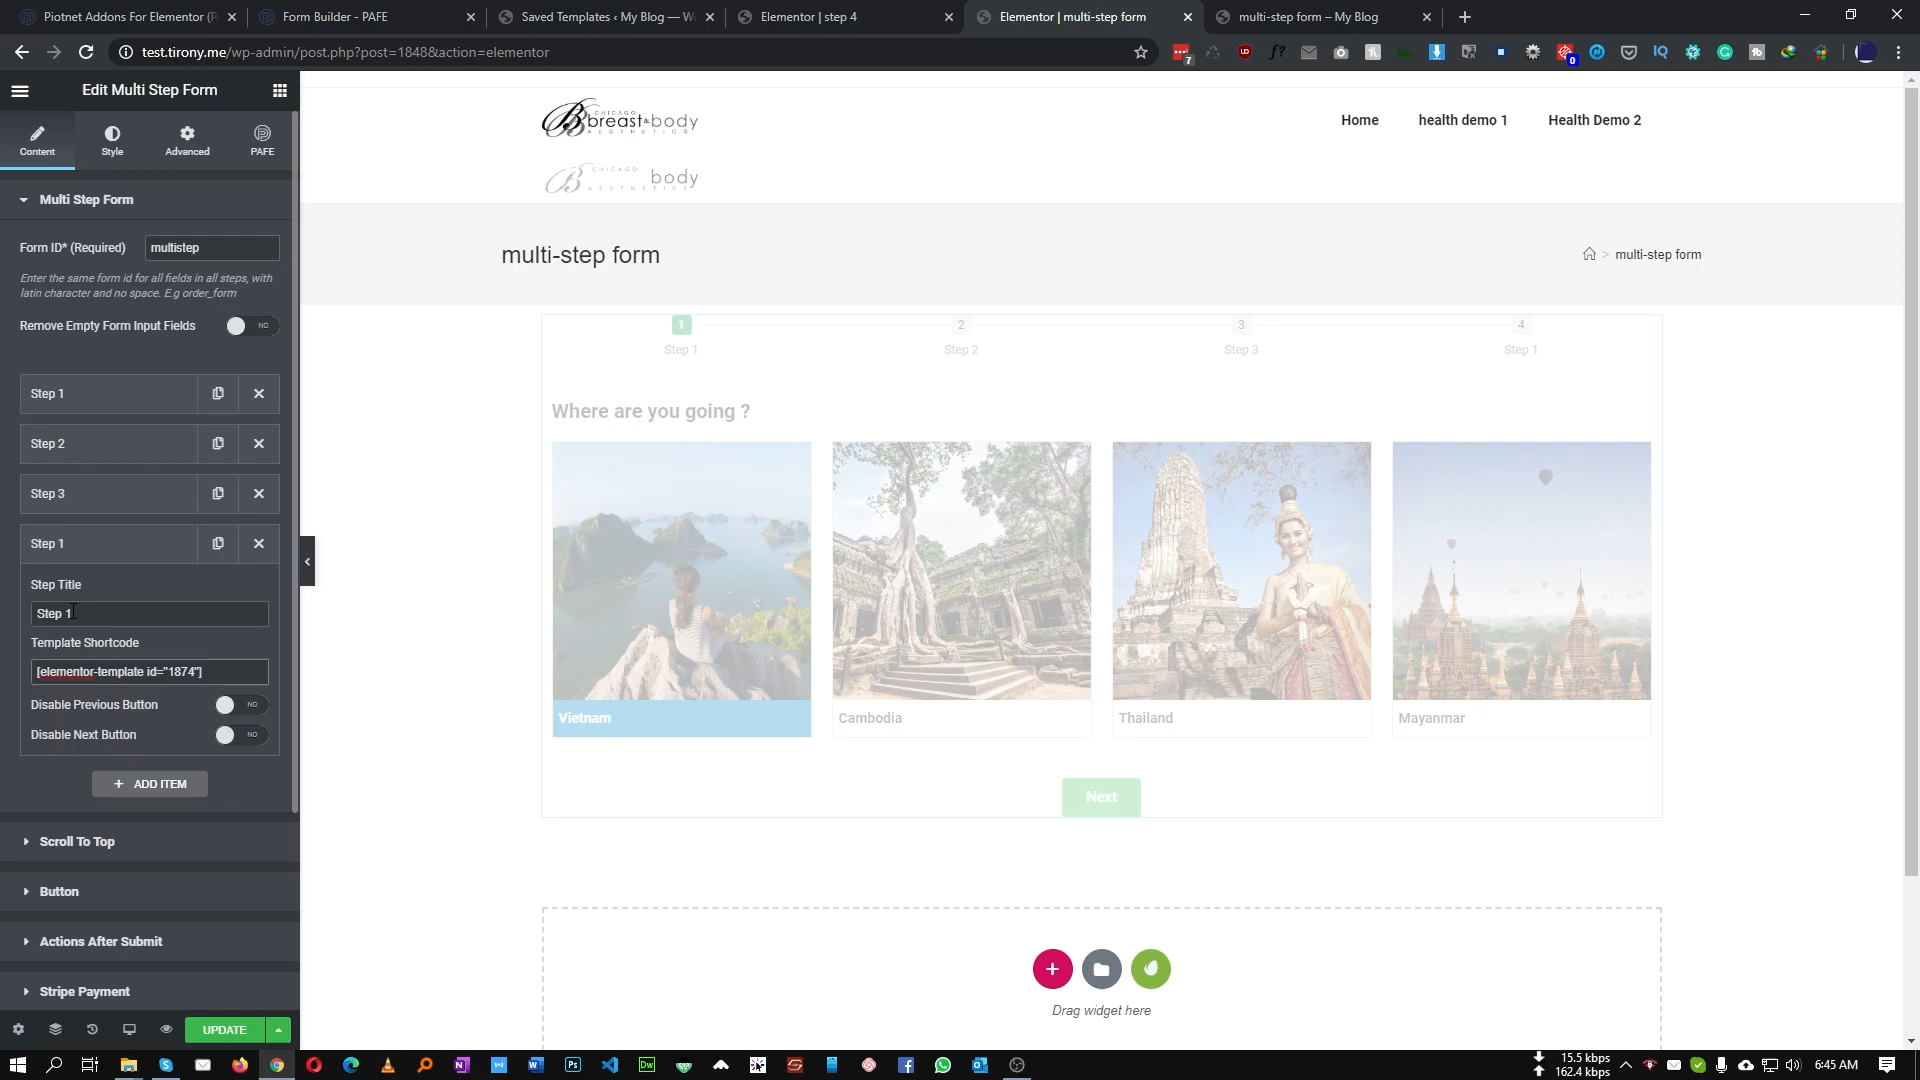 Piotnet Addons For Elementor (P
Form Builder - PAFE
Saved Templates ‹ My Blog — W
Elementor | step 4
Elementor | multi-step form
multi-step form – My Blog
test.tirony.me/wp-admin/post.php?post=1848&action=elementor
7
0
Edit Multi Step Form
Content
Style
Advanced
PAFE
Multi Step Form
Form ID* (Required)
multistep
Enter the same form id for all fields in all steps, with
latin character and no space. E.g order_form
Remove Empty Form Input Fields
NO
Step 1
Step 2
Step 3
Step 1
Step Title
Step 1
Template Shortcode
[elementor-template id="1874"]
Disable Previous Button
NO
Disable Next Button
NO
+ ADD ITEM
Scroll To Top
Button
Actions After Submit
Stripe Payment
UPDATE
CHICAGO
breast&body
AESTHETICS
CHICAGO
body
AESTHETICS
Home
health demo 1
Health Demo 2
multi-step form
> multi-step form
1
2
3
4
Step 1
Step 2
Step 3
Step 1
Where are you going ?
Vietnam
Cambodia
Thailand
Mayanmar
Next
Drag widget here
15.5 kbps
162.4 kbps
6:45 AM